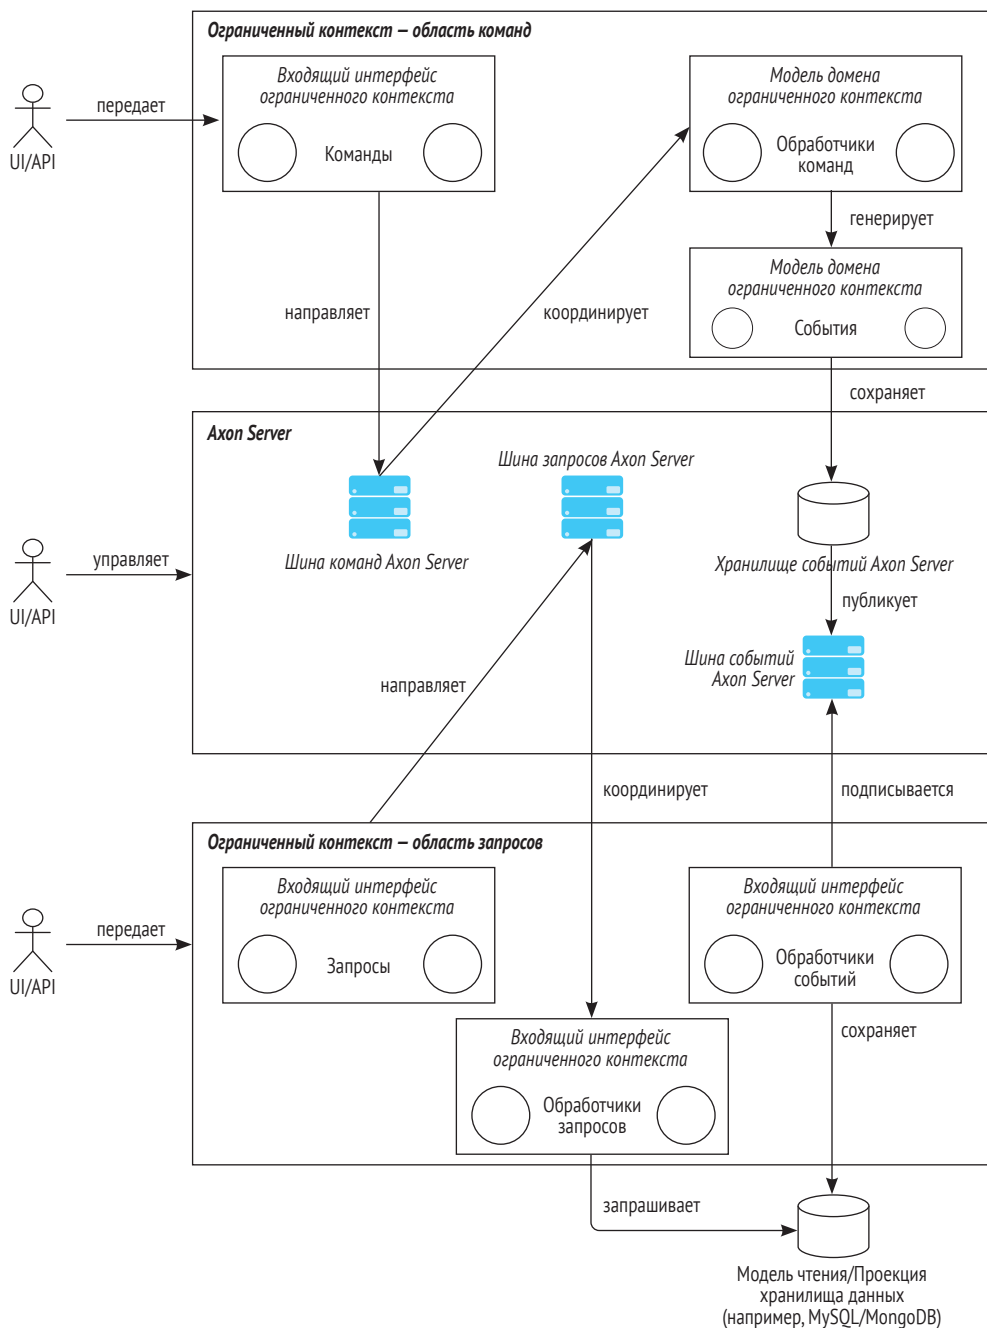 Ограниченный контекст — область команд
Входящий интерфейс
ограниченного контекста
Команды
Модель домена
ограниченного контекста
Обработчики
команд
передает
UI/API
генерирует
Модель домена
ограниченного контекста
События
направляет
координирует
сохраняет
Axon Server
Шина запросов Axon Server
Шина команд Axon Server
Хранилище событий Axon Server
управляет
UI/API
публикует
Шина событий
Axon Server
направляет
координирует
подписывается
Ограниченный контекст — область запросов
Входящий интерфейс
ограниченного контекста
Запросы
Входящий интерфейс
ограниченного контекста
Обработчики
событий
передает
UI/API
сохраняет
Входящий интерфейс
ограниченного контекста
Обработчики
запросов
запрашивает
Модель чтения/Проекция
хранилища данных
(например, MySQL/MongoDB)